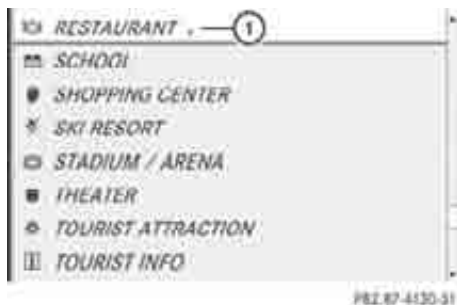 RESTAURANT . 1
SCHOOL
SHOPPING CENTER
SKI RESORT
STADIUM / ARENA
THEATER
TOURIST ATTRACTION
TOURIST INFO
P82.87-4130-31